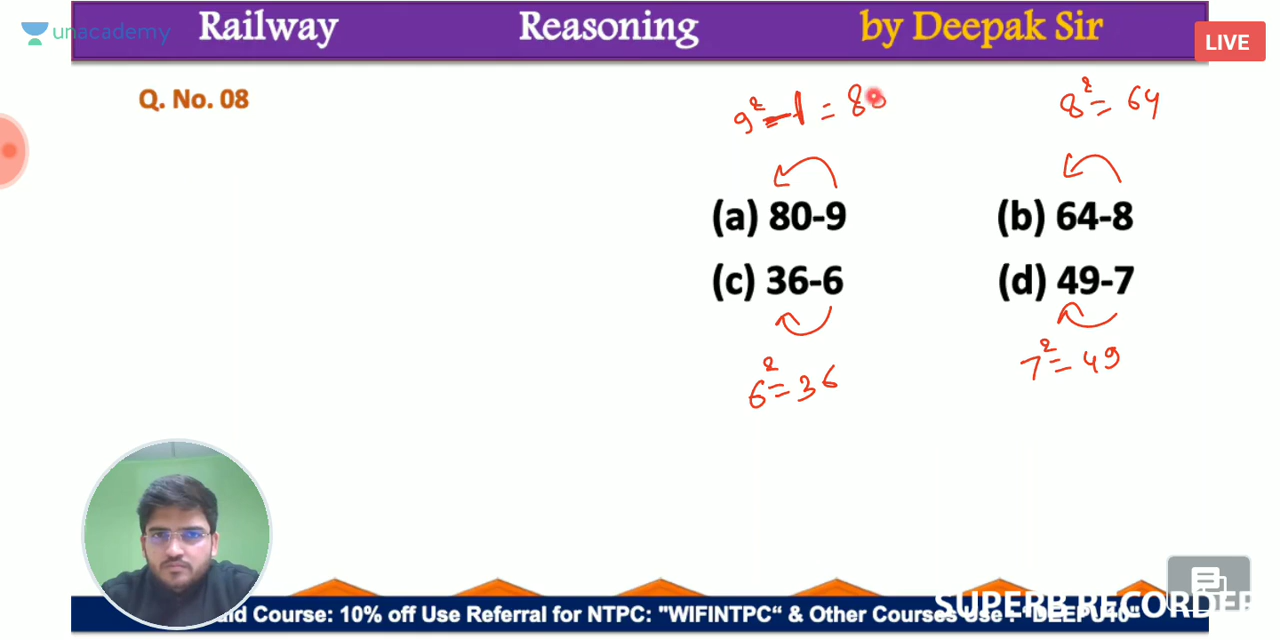 Railway Reasoning by Deepak Sir
unacademy
LIVE
Q. No. 08
9² - 1 = 80
8² = 64
(a) 80-9 (b) 64-8
(c) 36-6 (d) 49-7
7² = 49
6² = 36
Course: 10% off Use Referral for NTPC: "WIFINTPC" & Other Courses Use
SUPERB RECORDER